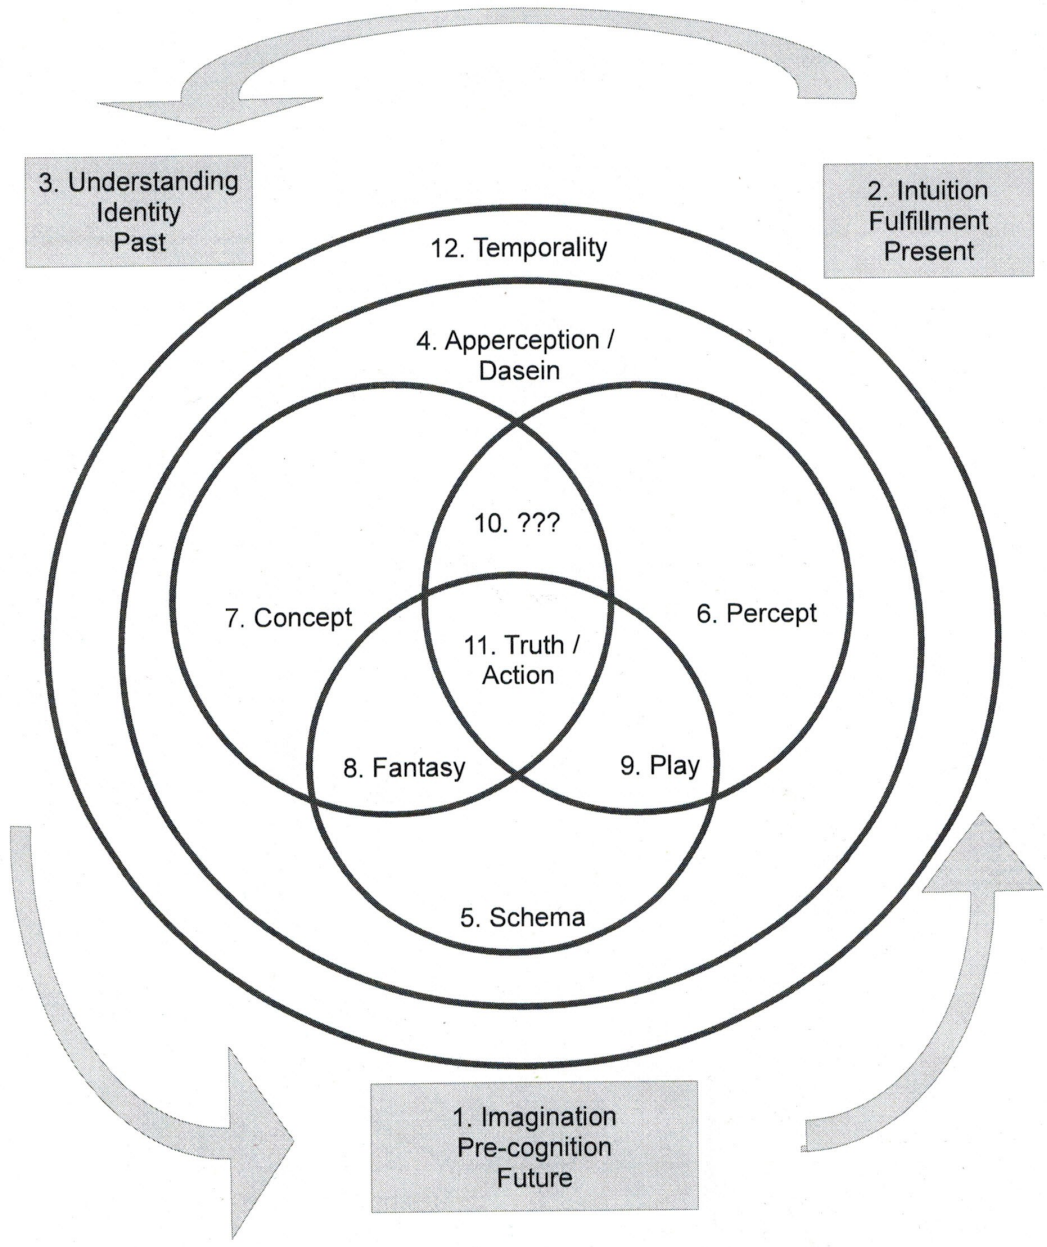 3. Understanding
Identity
Past
2. Intuition
Fulfillment
Present
12. Temporality
4. Apperception /
Dasein
10. ???
7. Concept
6. Percept
11. Truth /
Action
8. Fantasy
9. Play
5. Schema
1. Imagination
Pre-cognition
Future